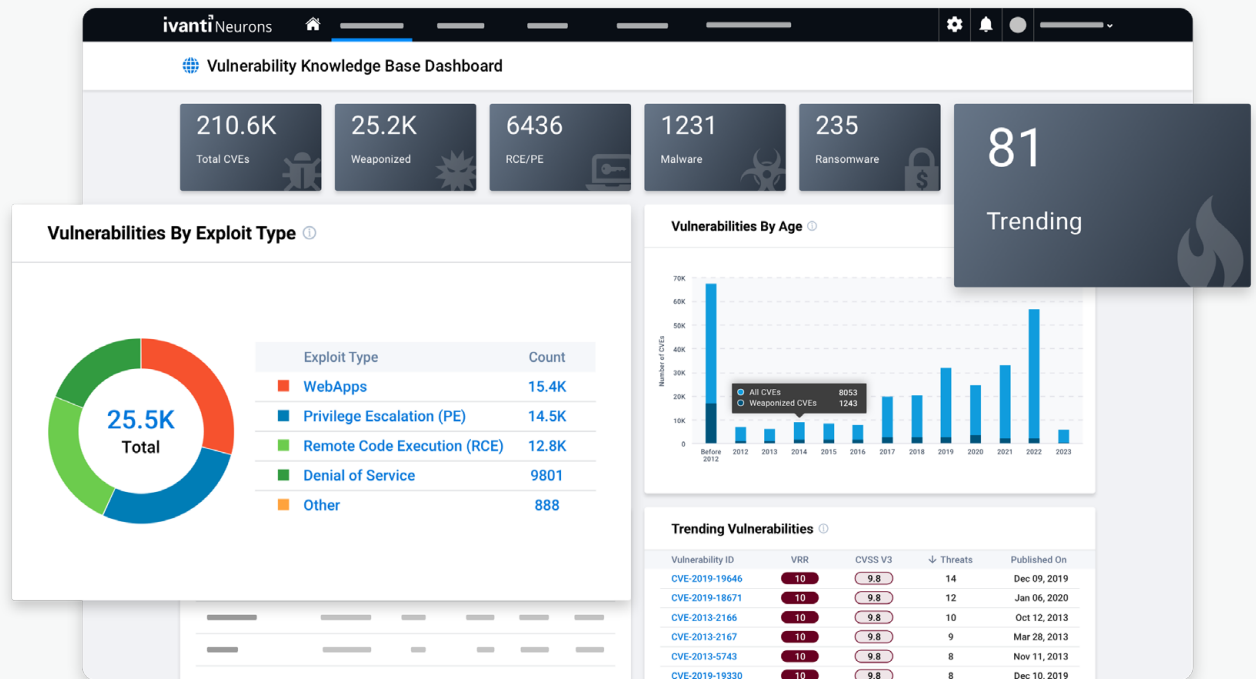 ivanti Neurons
Vulnerability Knowledge Base Dashboard
210.6K
Total CVEs
25.2K
Weaponized
6436
RCE/PE
1231
Malware
235
Ransomware
81
Trending
Vulnerabilities By Exploit Type
25.5K
Total
Exploit Type Count
WebApps 15.4K
Privilege Escalation (PE) 14.5K
Remote Code Execution (RCE) 12.8K
Denial of Service 9801
Other 888
Vulnerabilities By Age
Number of CVEs
70K
60K
50K
40K
30K
20K
10K
0
All CVEs 8053
Weaponized CVEs 1243
Before 2012 2012 2013 2014 2015 2016 2017 2018 2019 2020 2021 2022 2023
Trending Vulnerabilities
Vulnerability ID VRR CVSS V3 Threats Published On
CVE-2019-19646 10 9.8 14 Dec 09, 2019
CVE-2019-18671 10 9.8 12 Jan 06, 2020
CVE-2013-2166 10 9.8 10 Oct 12, 2013
CVE-2013-2167 10 9.8 9 Mar 28, 2013
CVE-2013-5743 10 9.8 8 Nov 11, 2013
CVE-2019-19330 10 9.8 8 Dec 10, 2019